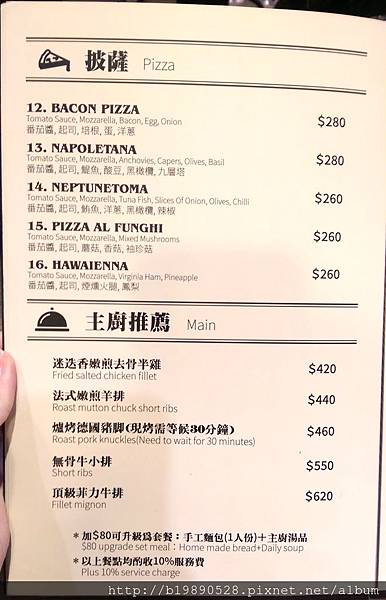 披薩 Pizza
12. BACON PIZZA
Tomato Sauce, Mozzarella, Bacon, Egg, Onion
番茄醬, 起司, 培根, 蛋, 洋蔥
$280
13. NAPOLETANA
Tomato Sauce, Mozzarella, Anchovies, Capers, Olives, Basil
番茄醬, 起司, 鯷魚, 酸豆, 黑橄欖, 九層塔
$280
14. NEPTUNETOMA
Tomato Sauce, Mozzarella, Tuna Fish, Slices Of Onion, Olives, Chilli
番茄醬, 起司, 鮪魚, 洋蔥, 黑橄欖, 辣椒
$260
15. PIZZA AL FUNGHI
Tomato Sauce, Mozzarella, Mixed Mushrooms
番茄醬, 起司, 蘑菇, 香菇, 袖珍菇
$260
16. HAWAIENNA
Tomato Sauce, Mozzarella, Virginia Ham, Pineapple
番茄醬, 起司, 煙燻火腿, 鳳梨
$260
主廚推薦 Main
迷迭香嫩煎去骨半雞
Fried salted chicken fillet
$420
法式嫩煎羊排
Roast mutton chuck short ribs
$440
爐烤德國豬腳(現烤需等候30分鐘)
Roast pork knuckles(Need to wait for 30 minutes)
$460
無骨牛小排
Short ribs
$550
頂級菲力牛排
Fillet mignon
$620
*加$80可升級為套餐：手工麵包(1人份)+主廚湯品
$80 upgrade set meal：Home made bread+Daily soup
*以上餐點均酌收10%服務費
Plus 10% service charge
http://b19890528.pixnet.net/album